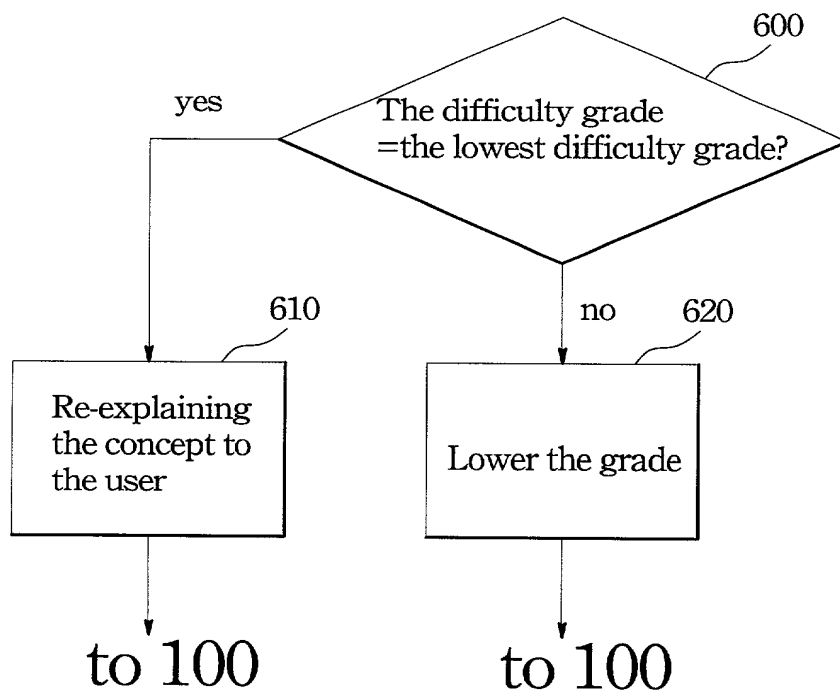 600
yes
The difficulty grade
=the lowest difficulty grade?
610
no
620
Re-explaining
the concept to
the user
Lower the grade
to 100
to 100